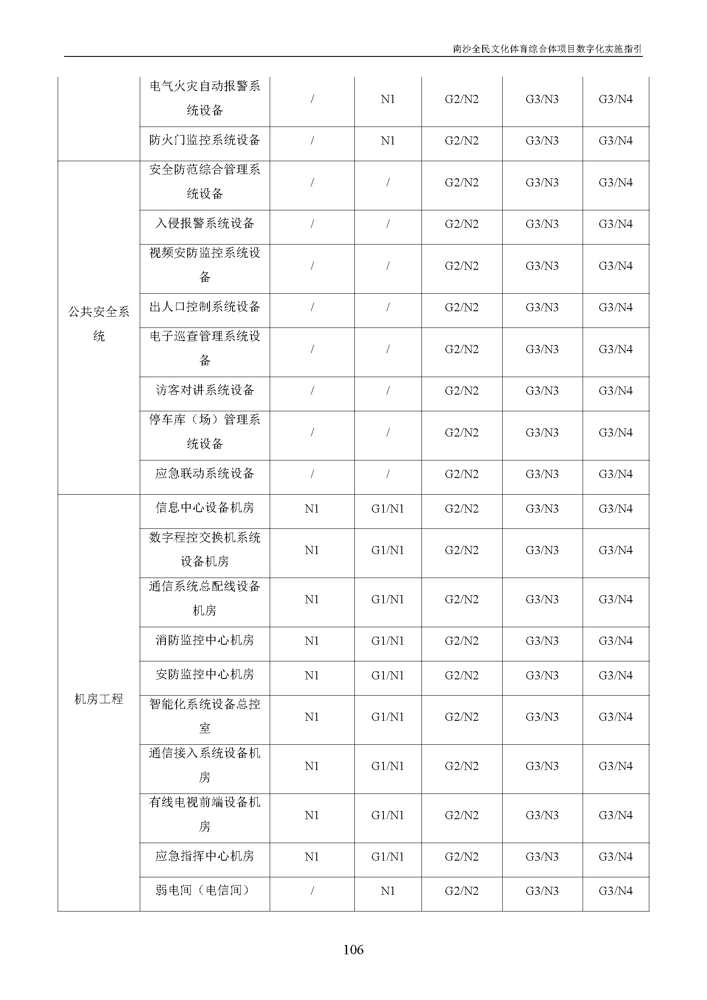 南沙全民文化体育综合体项目数字化实施指引
电气火灾自动报警系
统设备
/ N1 G2/N2 G3/N3 G3/N4
防火门监控系统设备 / N1 G2/N2 G3/N3 G3/N4
公共安全系
统
安全防范综合管理系
统设备
/ / G2/N2 G3/N3 G3/N4
入侵报警系统设备 / / G2/N2 G3/N3 G3/N4
视频安防监控系统设
备
/ / G2/N2 G3/N3 G3/N4
出人口控制系统设备 / / G2/N2 G3/N3 G3/N4
电子巡查管理系统设
备
/ / G2/N2 G3/N3 G3/N4
访客对讲系统设备 / / G2/N2 G3/N3 G3/N4
停车库（场）管理系
统设备
/ / G2/N2 G3/N3 G3/N4
应急联动系统设备 / / G2/N2 G3/N3 G3/N4
机房工程
信息中心设备机房 N1 G1/N1 G2/N2 G3/N3 G3/N4
数字程控交换机系统
设备机房
N1 G1/N1 G2/N2 G3/N3 G3/N4
通信系统总配线设备
机房
N1 G1/N1 G2/N2 G3/N3 G3/N4
消防监控中心机房 N1 G1/N1 G2/N2 G3/N3 G3/N4
安防监控中心机房 N1 G1/N1 G2/N2 G3/N3 G3/N4
智能化系统设备总控
室
N1 G1/N1 G2/N2 G3/N3 G3/N4
通信接入系统设备机
房
N1 G1/N1 G2/N2 G3/N3 G3/N4
有线电视前端设备机
房
N1 G1/N1 G2/N2 G3/N3 G3/N4
应急指挥中心机房 N1 G1/N1 G2/N2 G3/N3 G3/N4
弱电间（电信间） / N1 G2/N2 G3/N3 G3/N4
106